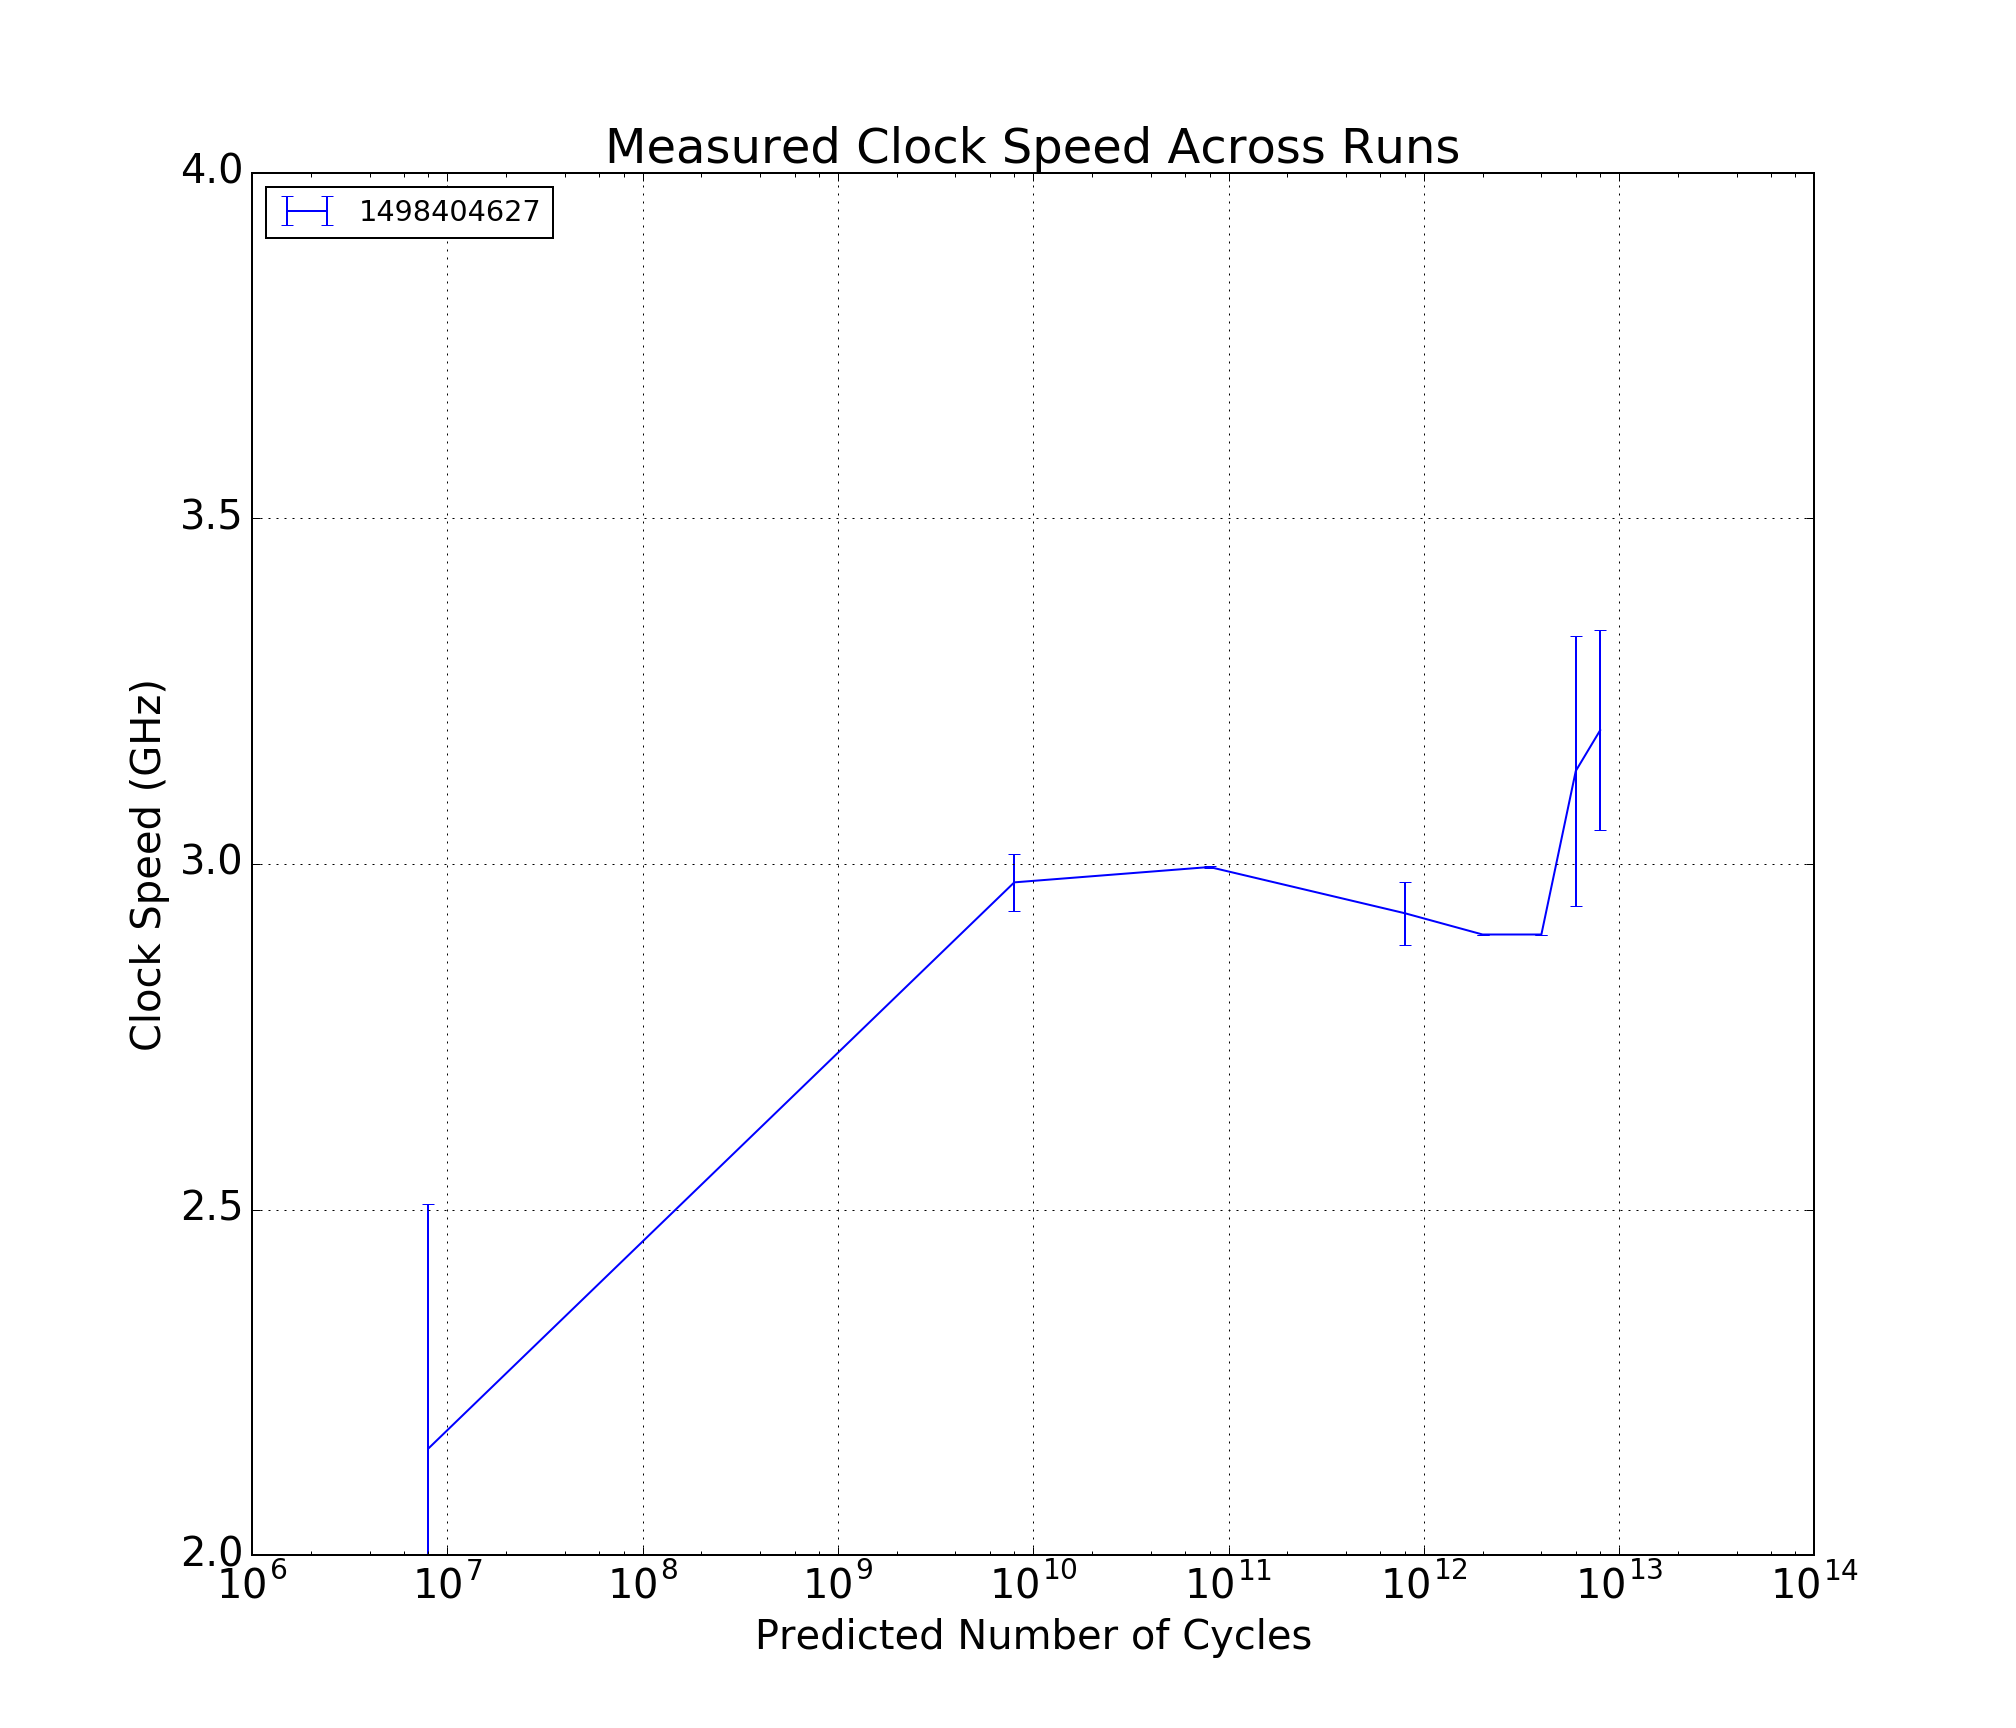 Measured Clock Speed Across Runs
1498404627
4.0
3.5
3.0
2.5
2.0
Clock Speed (GHz)
10^6 10^7 10^8 10^9 10^10 10^11 10^12 10^13 10^14
Predicted Number of Cycles